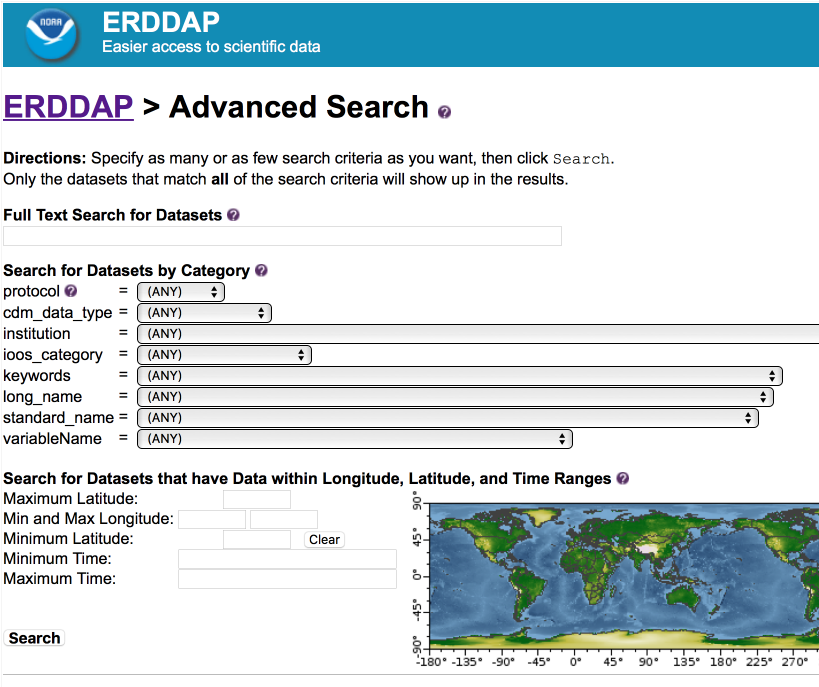 NOAA
ERDDAP
Easier access to scientific data
ERDDAP > Advanced Search ?
Directions: Specify as many or as few search criteria as you want, then click Search.
Only the datasets that match all of the search criteria will show up in the results.
Full Text Search for Datasets ?
Search for Datasets by Category ?
protocol ? = (ANY)
cdm_data_type = (ANY)
institution = (ANY)
ioos_category = (ANY)
keywords = (ANY)
long_name = (ANY)
standard_name = (ANY)
variableName = (ANY)
Search for Datasets that have Data within Longitude, Latitude, and Time Ranges ?
Maximum Latitude:
Min and Max Longitude:
Minimum Latitude: Clear
Minimum Time:
Maximum Time:
Search
90°
45°
0°
-45°
-90°
-180° -135° -90° -45° 0° 45° 90° 135° 180° 225° 270°